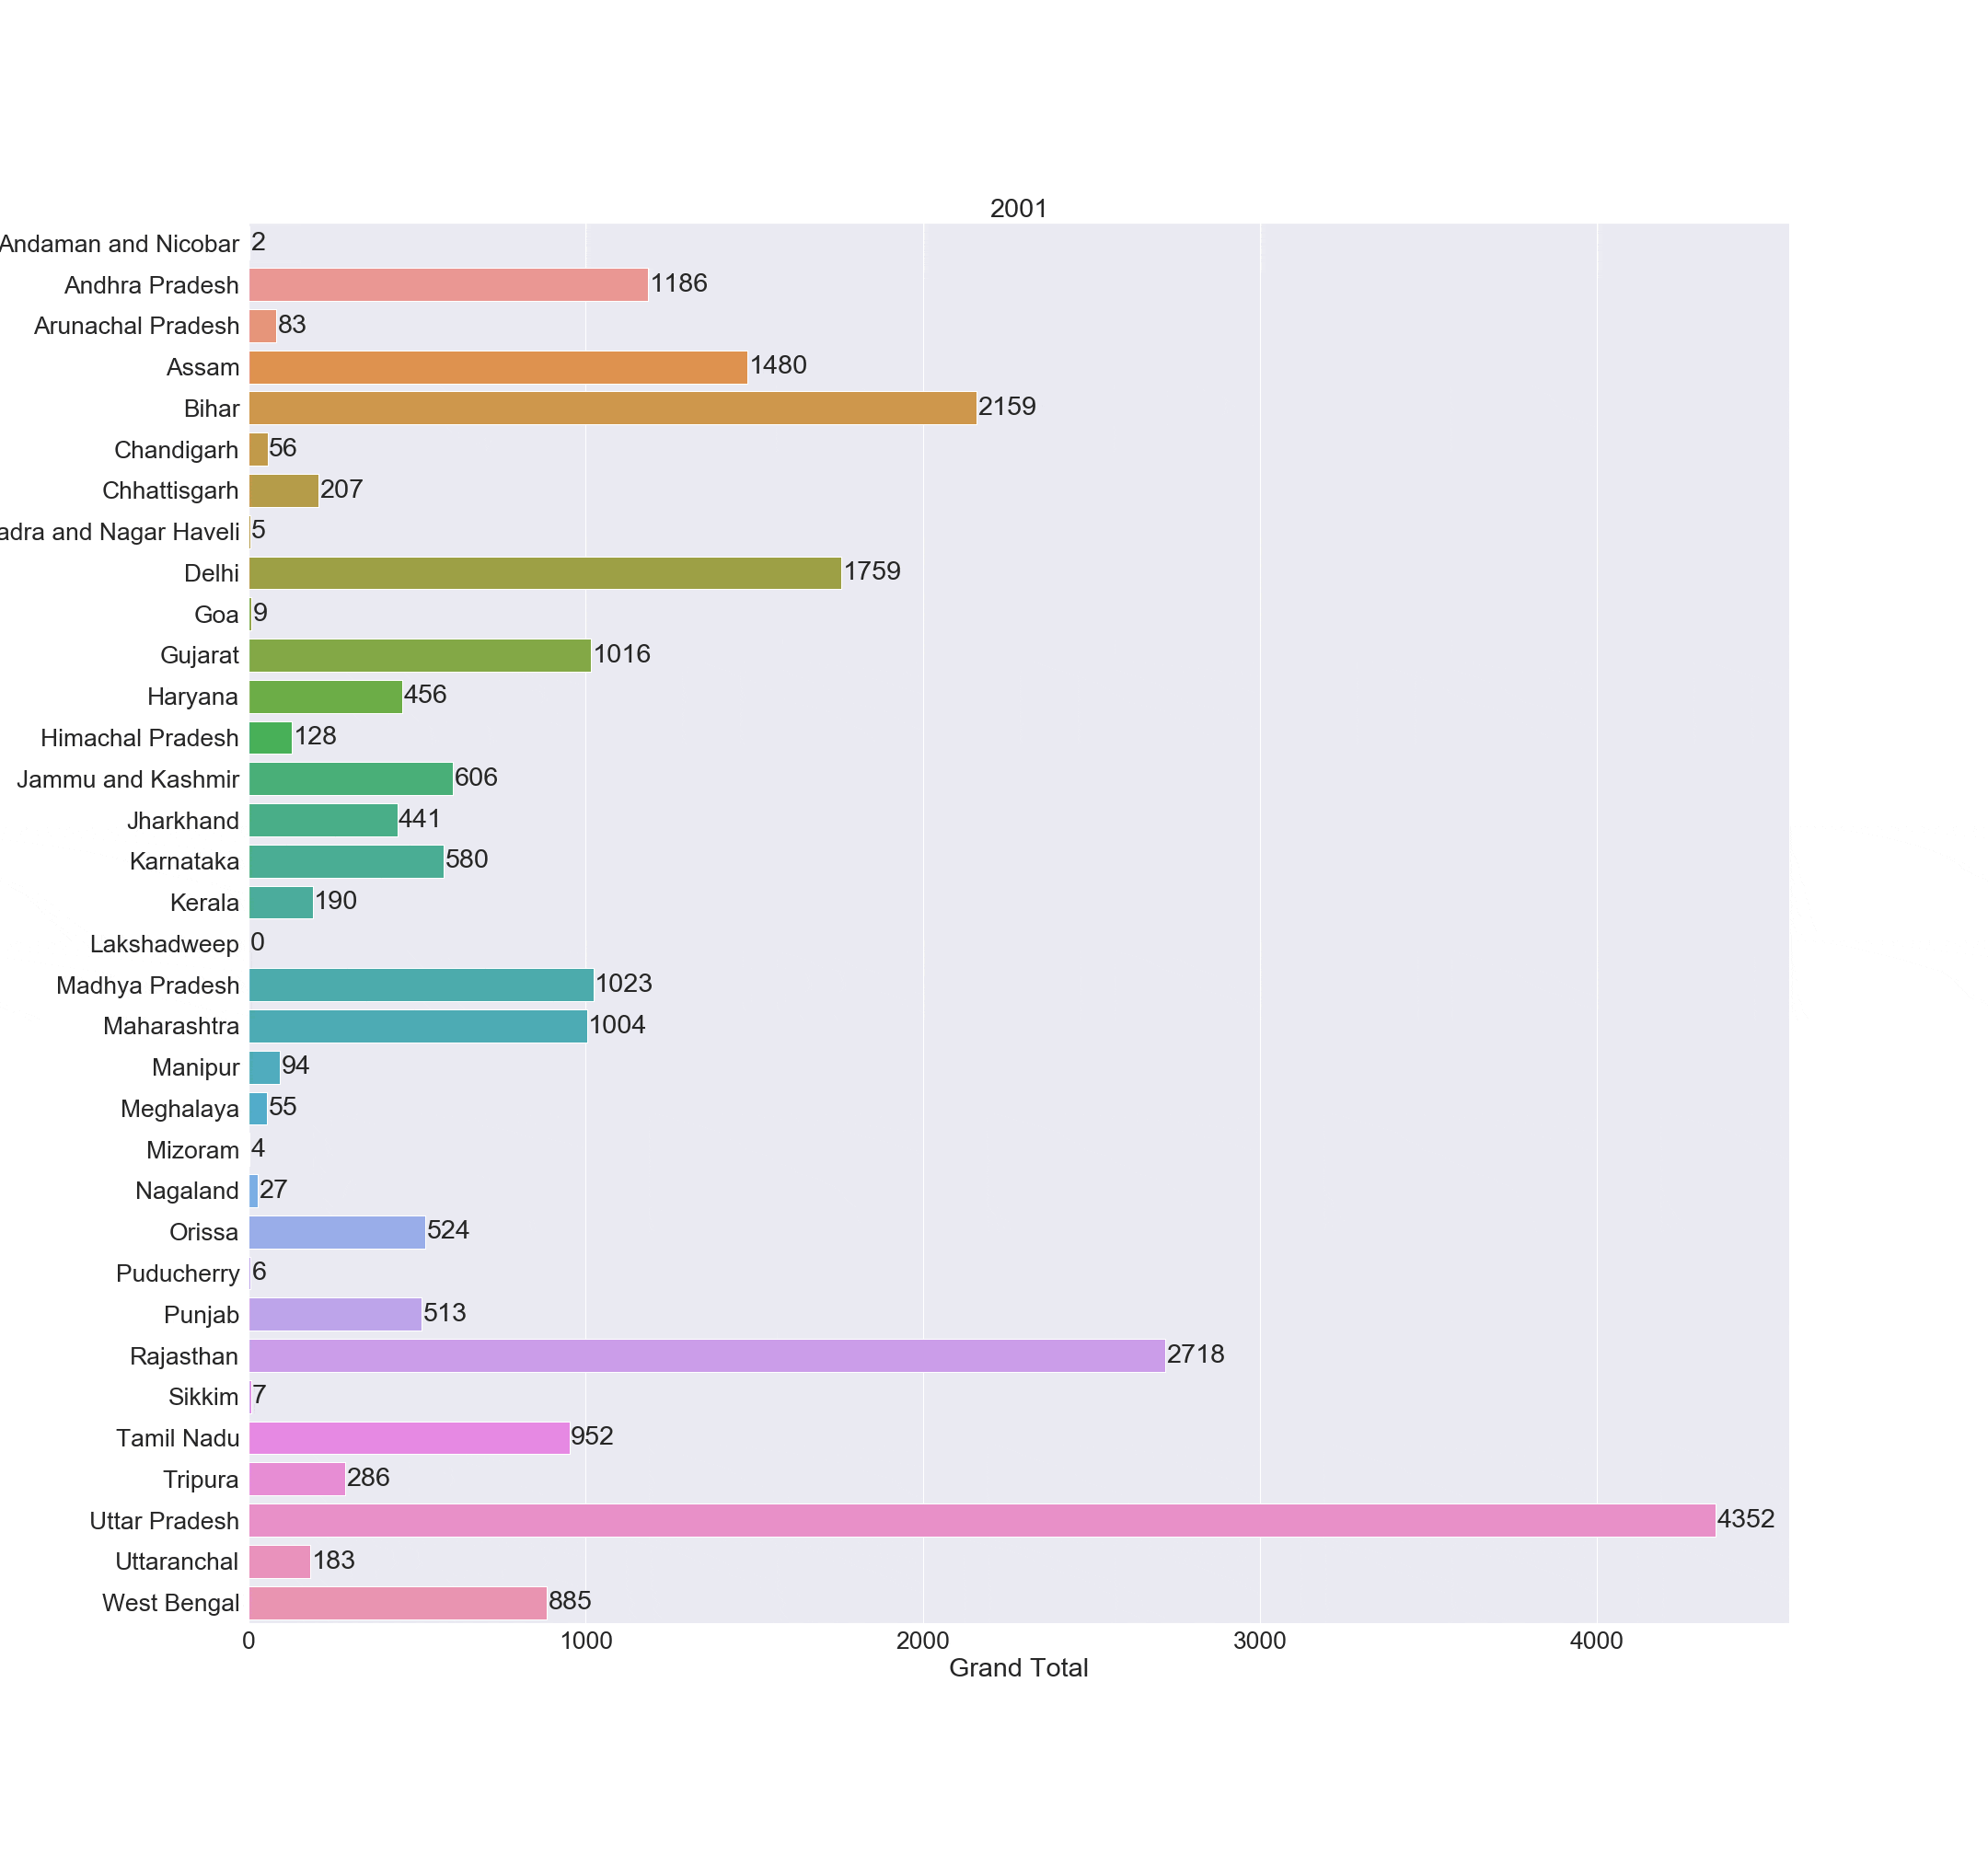 2001
Andaman and Nicobar 2
Andhra Pradesh 1186
Arunachal Pradesh 83
Assam 1480
Bihar 2159
Chandigarh 56
Chhattisgarh 207
adra and Nagar Haveli 5
Delhi 1759
Goa 9
Gujarat 1016
Haryana 456
Himachal Pradesh 128
Jammu and Kashmir 606
Jharkhand 441
Karnataka 580
Kerala 190
Lakshadweep 0
Madhya Pradesh 1023
Maharashtra 1004
Manipur 94
Meghalaya 55
Mizoram 4
Nagaland 27
Orissa 524
Puducherry 6
Punjab 513
Rajasthan 2718
Sikkim 7
Tamil Nadu 952
Tripura 286
Uttar Pradesh 4352
Uttaranchal 183
West Bengal 885
0 1000 2000 3000 4000
Grand Total